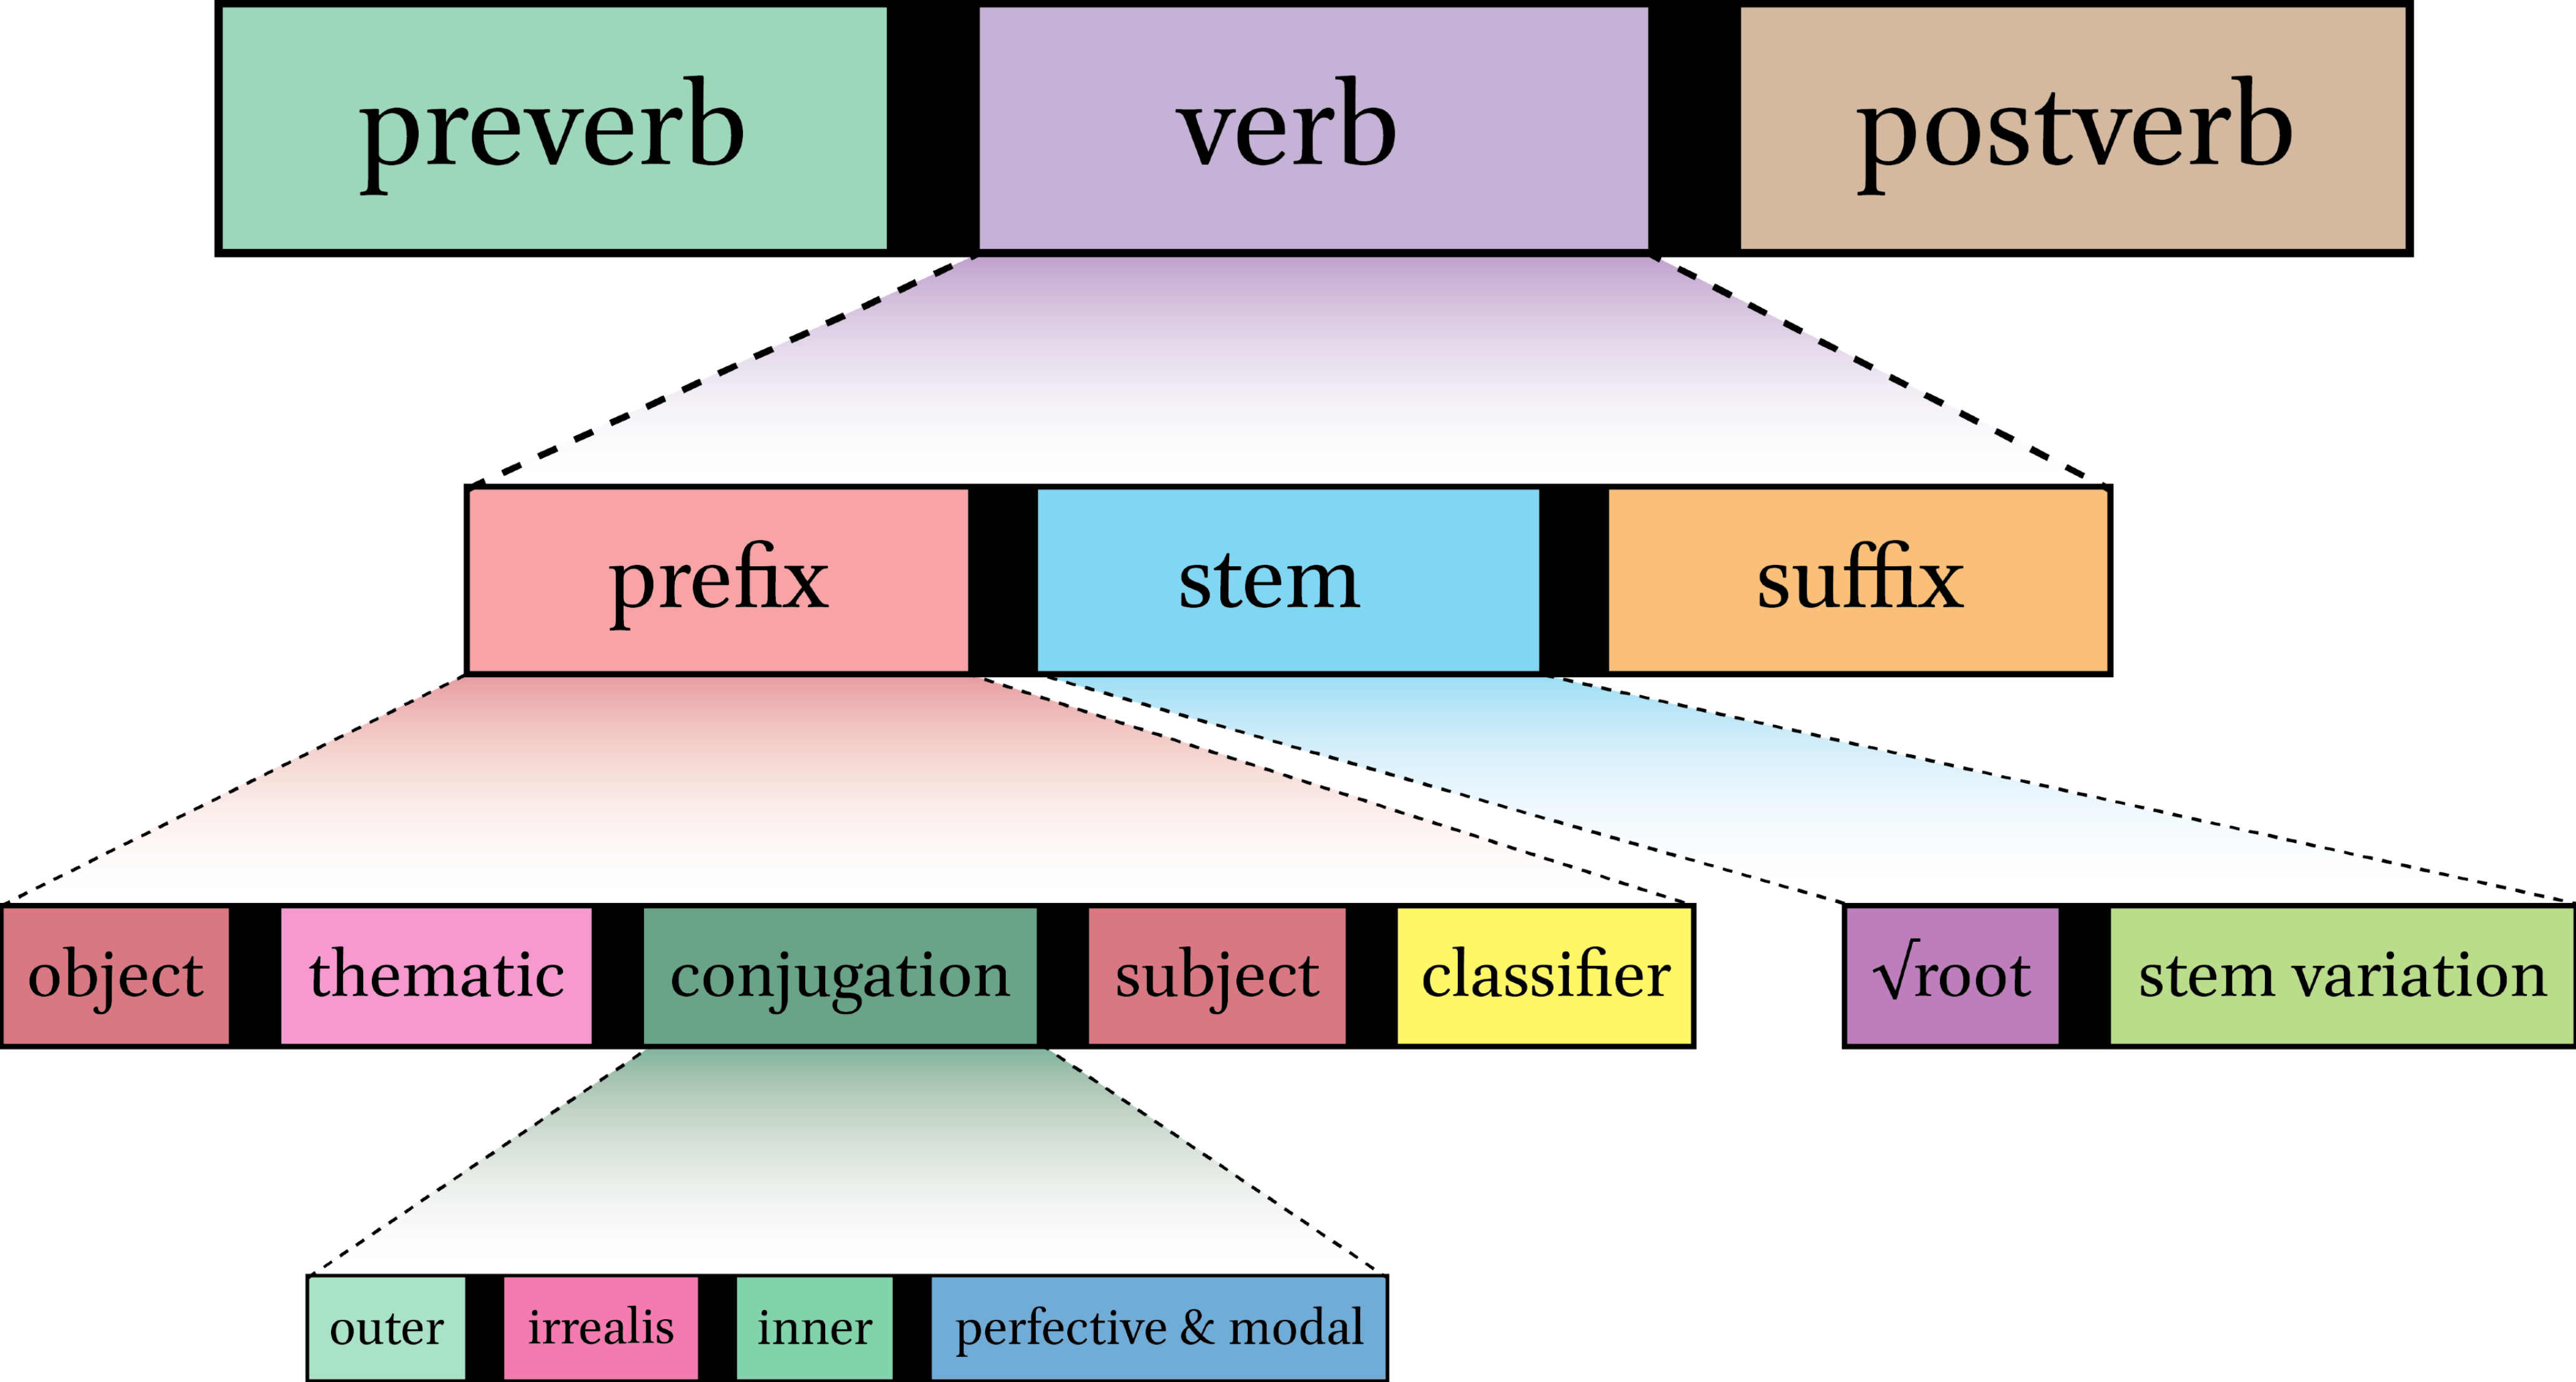 preverb verb postverb
prefix stem suffix
object thematic conjugation subject classifier √root stem variation
outer irrealis inner perfective & modal